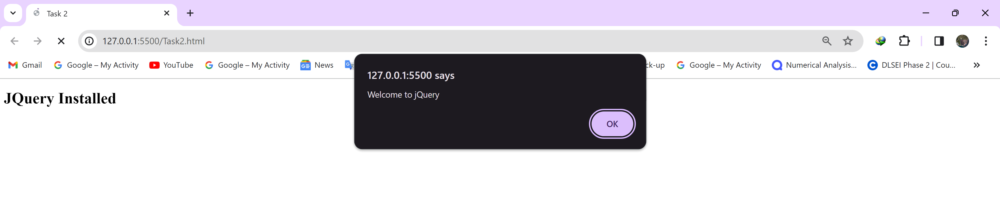 Task 2
127.0.0.1:5500/Task2.html
Gmail
Google – My Activity
YouTube
Google – My Activity
News
ck-up
Google – My Activity
Numerical Analysis...
DLSEI Phase 2 | Cou...
127.0.0.1:5500 says
Welcome to jQuery
OK
JQuery Installed